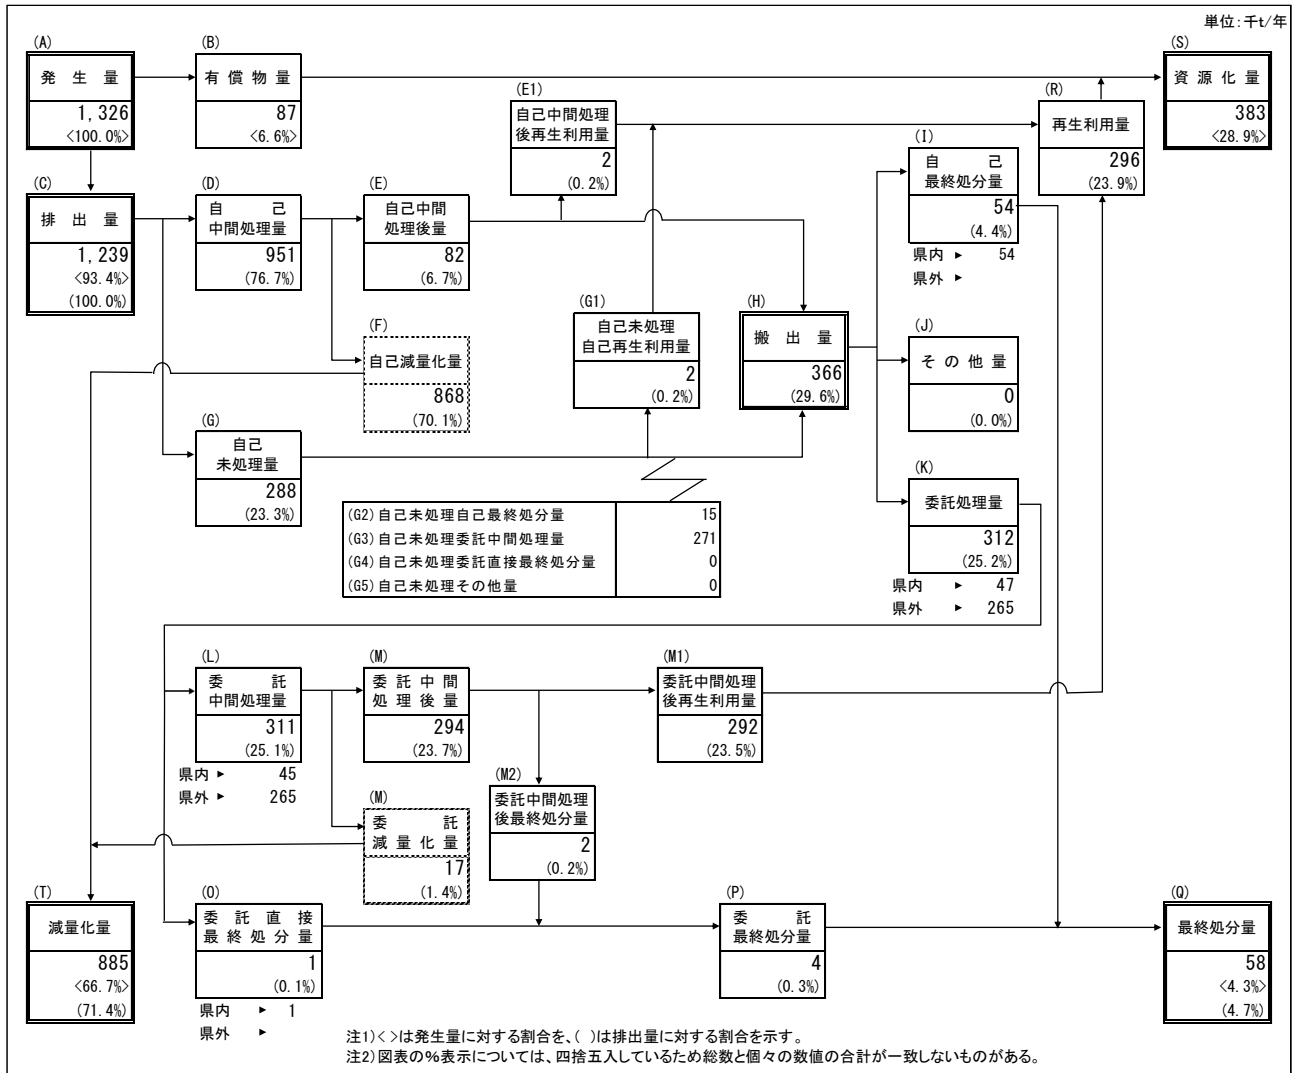 単位:千t/年
(A)
発生量
1,326
<100.0%>
(B)
有償物量
87
<6.6%>
(S)
資源化量
383
<28.9%>
(E1)
自己中間処理
後再生利用量
2
(0.2%)
(R)
再生利用量
296
(23.9%)
(C)
排出量
1,239
<93.4%>
(100.0%)
(D)
自己
中間処理量
951
(76.7%)
(E)
自己中間
処理後量
82
(6.7%)
(I)
自己
最終処分量
54
(4.4%)
県内 ► 54
県外 ►
(F)
自己減量化量
868
(70.1%)
(G1)
自己未処理
自己再生利用量
2
(0.2%)
(H)
搬出量
366
(29.6%)
(J)
その他量
0
(0.0%)
(G)
自己
未処理量
288
(23.3%)
(G2)自己未処理自己最終処分量 15
(G3)自己未処理委託中間処理量 271
(G4)自己未処理委託直接最終処分量 0
(G5)自己未処理その他量 0
(K)
委託処理量
312
(25.2%)
県内 ► 47
県外 ► 265
(L)
委託
中間処理量
311
(25.1%)
県内 ► 45
県外 ► 265
(M)
委託中間
処理後量
294
(23.7%)
(M1)
委託中間処理
後再生利用量
292
(23.5%)
(M)
委託
減量化量
17
(1.4%)
(M2)
委託中間処理
後最終処分量
2
(0.2%)
(T)
減量化量
885
<66.7%>
(71.4%)
(O)
委託直接
最終処分量
1
(0.1%)
県内 ► 1
県外 ►
(P)
委託
最終処分量
4
(0.3%)
(Q)
最終処分量
58
<4.3%>
(4.7%)
注1)< >は発生量に対する割合を、( )は排出量に対する割合を示す。
注2)図表の%表示については、四捨五入しているため総数と個々の数値の合計が一致しないものがある。